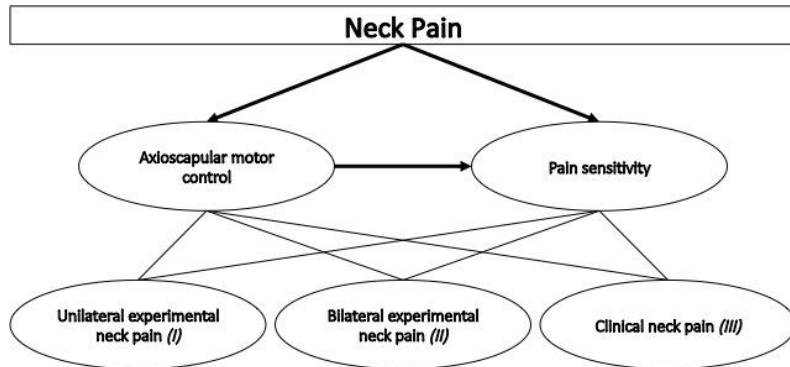 Neck Pain
Axioscapular motor
control
Pain sensitivity
Unilateral experimental
neck pain (I)
Bilateral experimental
neck pain (II)
Clinical neck pain (III)